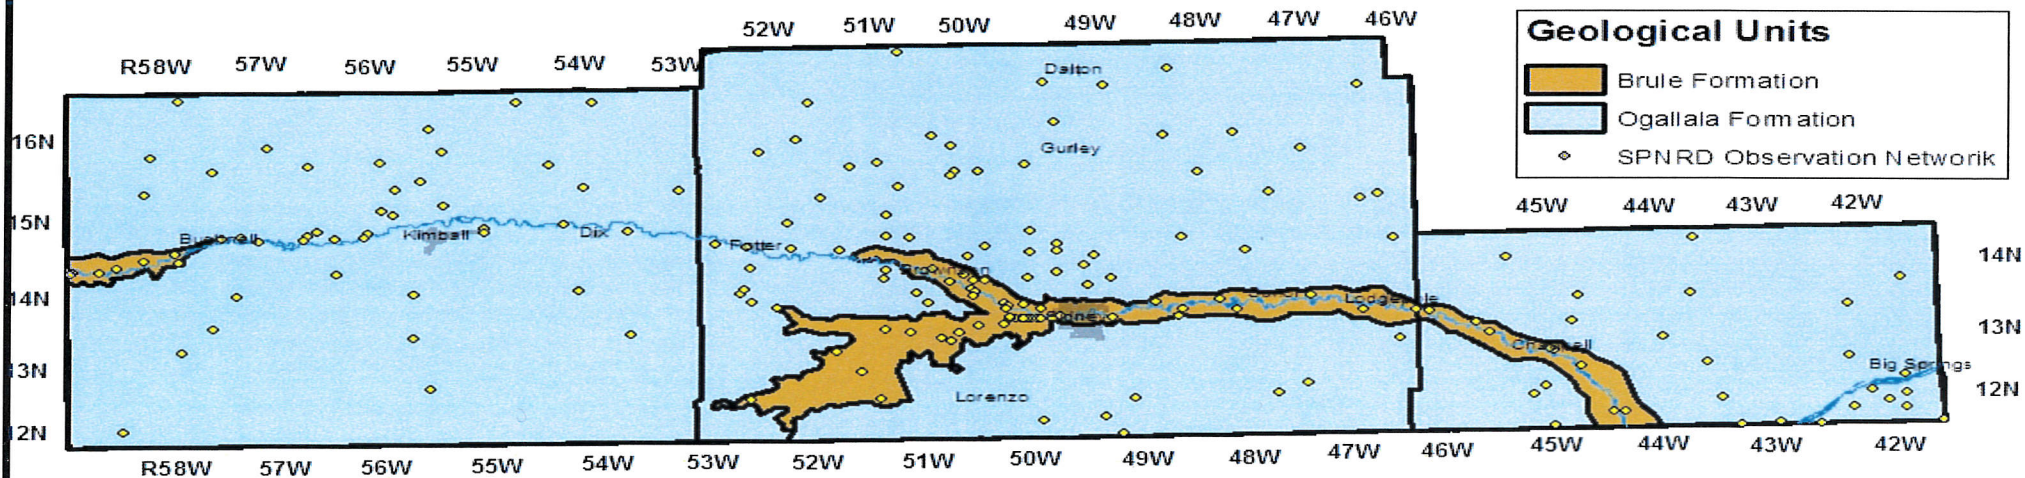 52W 51W 50W 49W 48W 47W 46W
R58W 57W 56W 55W 54W 53W
Geological Units
Brule Formation
Ogallala Formation
SPNRD Observation Networik
Dalton
16N
Gurley
45W 44W 43W 42W
15N
Bushnell Kimball Dix Potter
14N
Brownson
14N
Lodgepole
Sidney
13N
Chappell
13N
Big Springs
12N
Lorenzo
12N
R58W 57W 56W 55W 54W 53W 52W 51W 50W 49W 48W 47W 46W 45W 44W 43W 42W